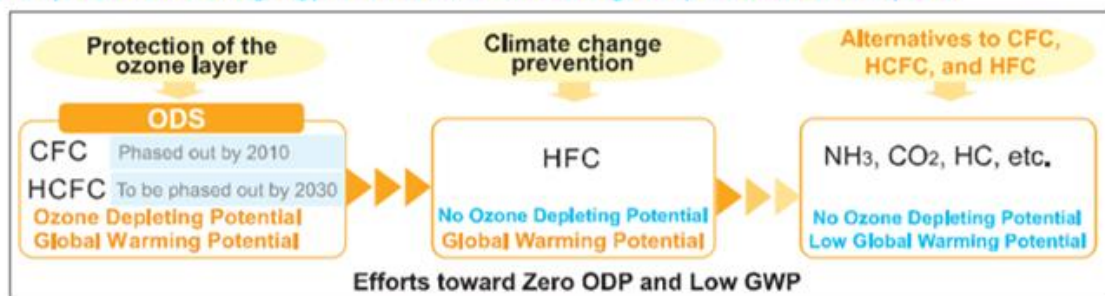 Protection of the
ozone layer
ODS
CFC Phased out by 2010
HCFC To be phased out by 2030
Ozone Depleting Potential
Global Warming Potential
Climate change
prevention
HFC
No Ozone Depleting Potential
Global Warming Potential
Alternatives to CFC,
HCFC, and HFC
NH3, CO2, HC, etc.
No Ozone Depleting Potential
Low Global Warming Potential
Efforts toward Zero ODP and Low GWP